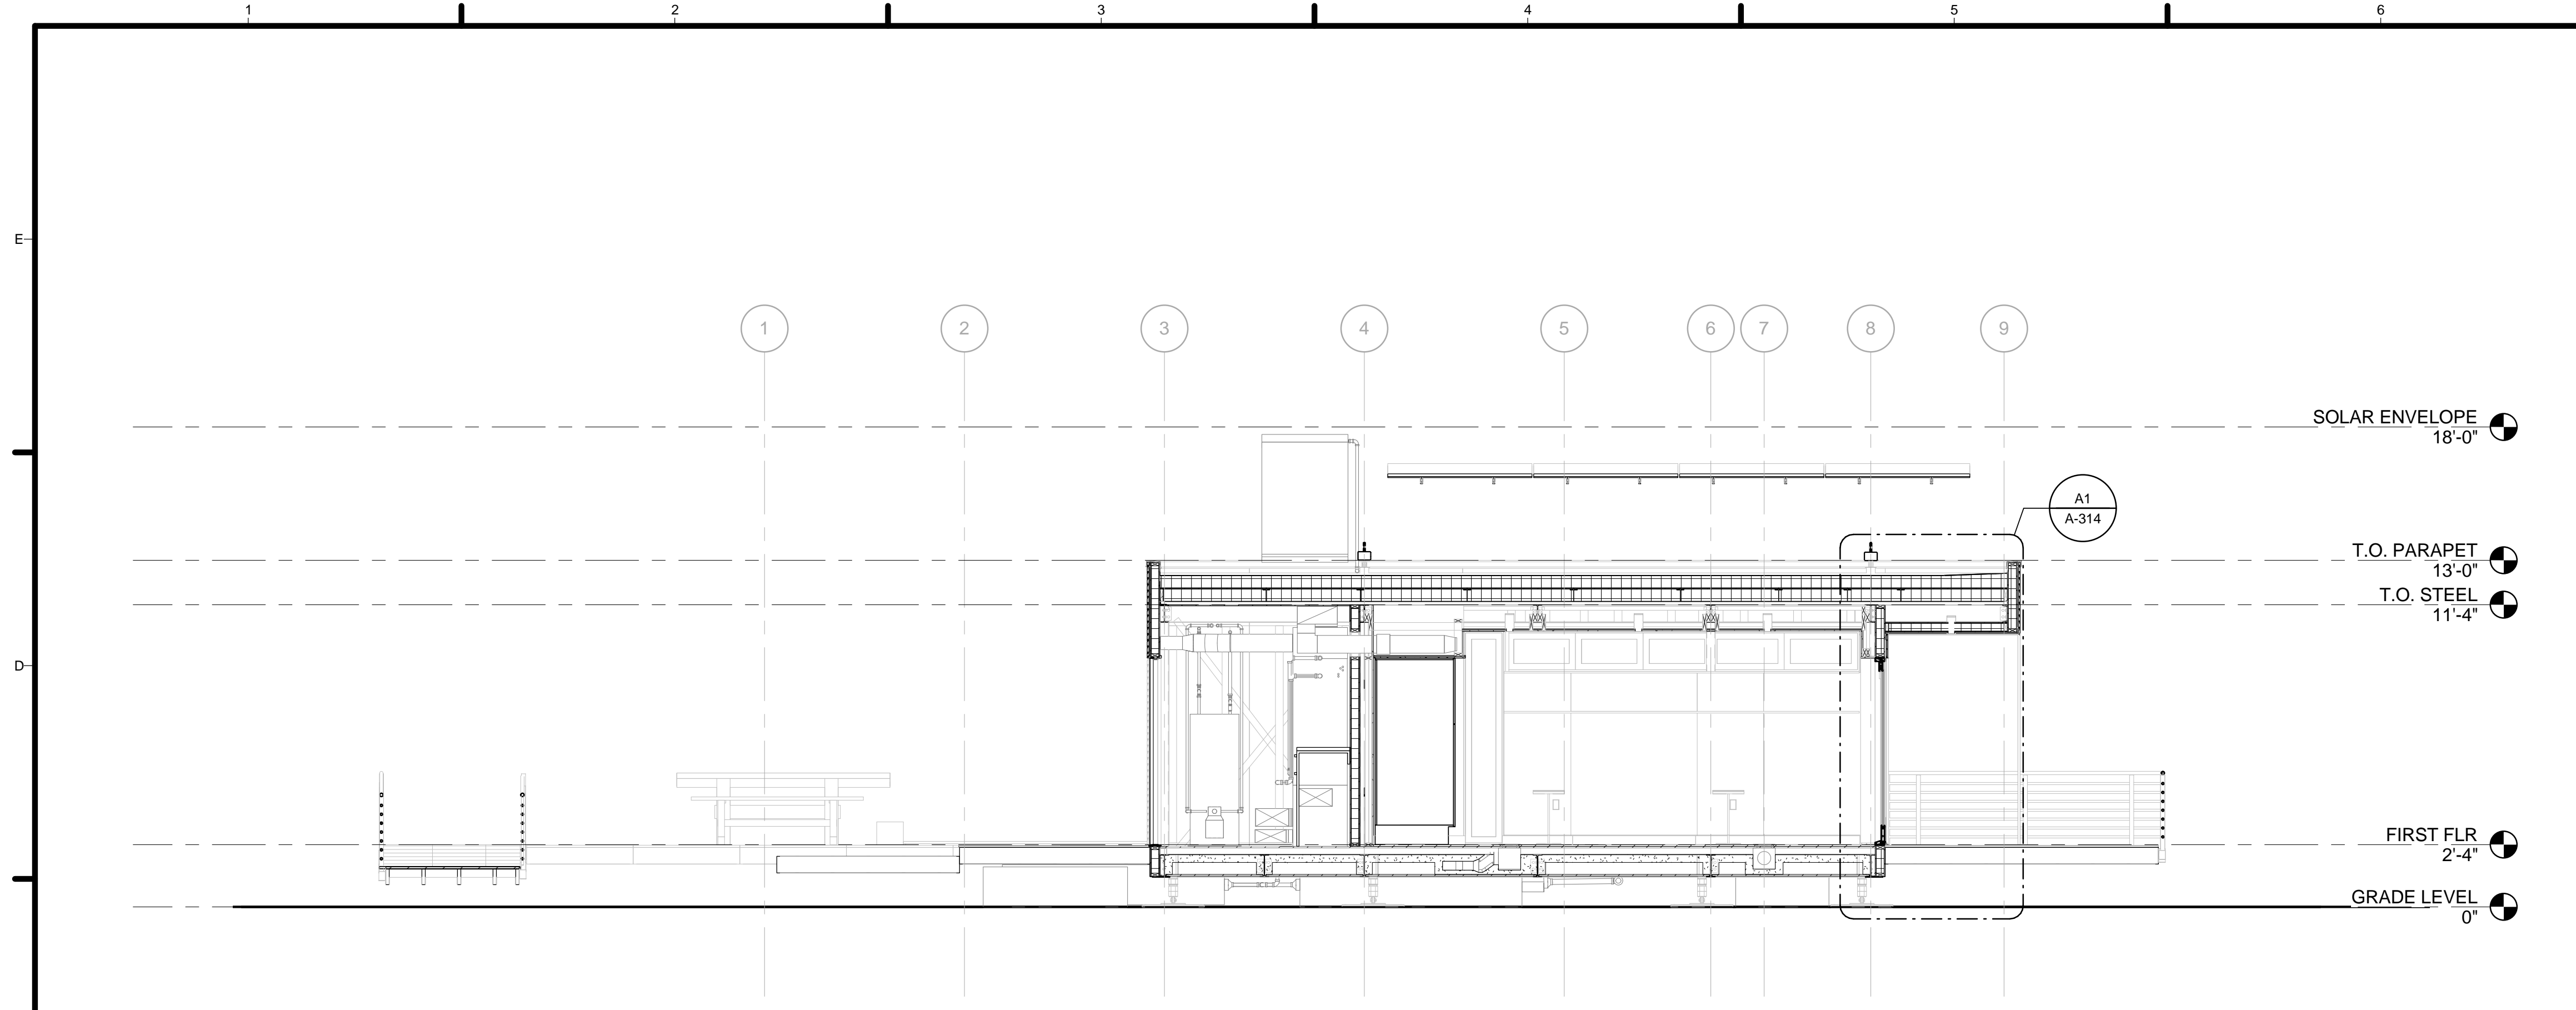 1 2 3 4 5 6
E
1 2 3 4 5 6 7 8 9
SOLAR ENVELOPE
18'-0"
A1
A-314
T.O. PARAPET
13'-0"
T.O. STEEL
11'-4"
D
FIRST FLR
2'-4"
GRADE LEVEL
0"